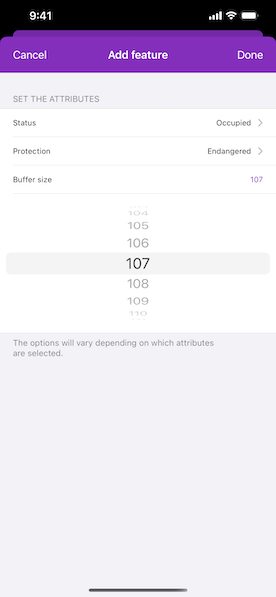 9:41
Cancel Add feature Done
SET THE ATTRIBUTES
Status Occupied
Protection Endangered
Buffer size 107
104
105
106
107
108
109
110
The options will vary depending on which attributes
are selected.